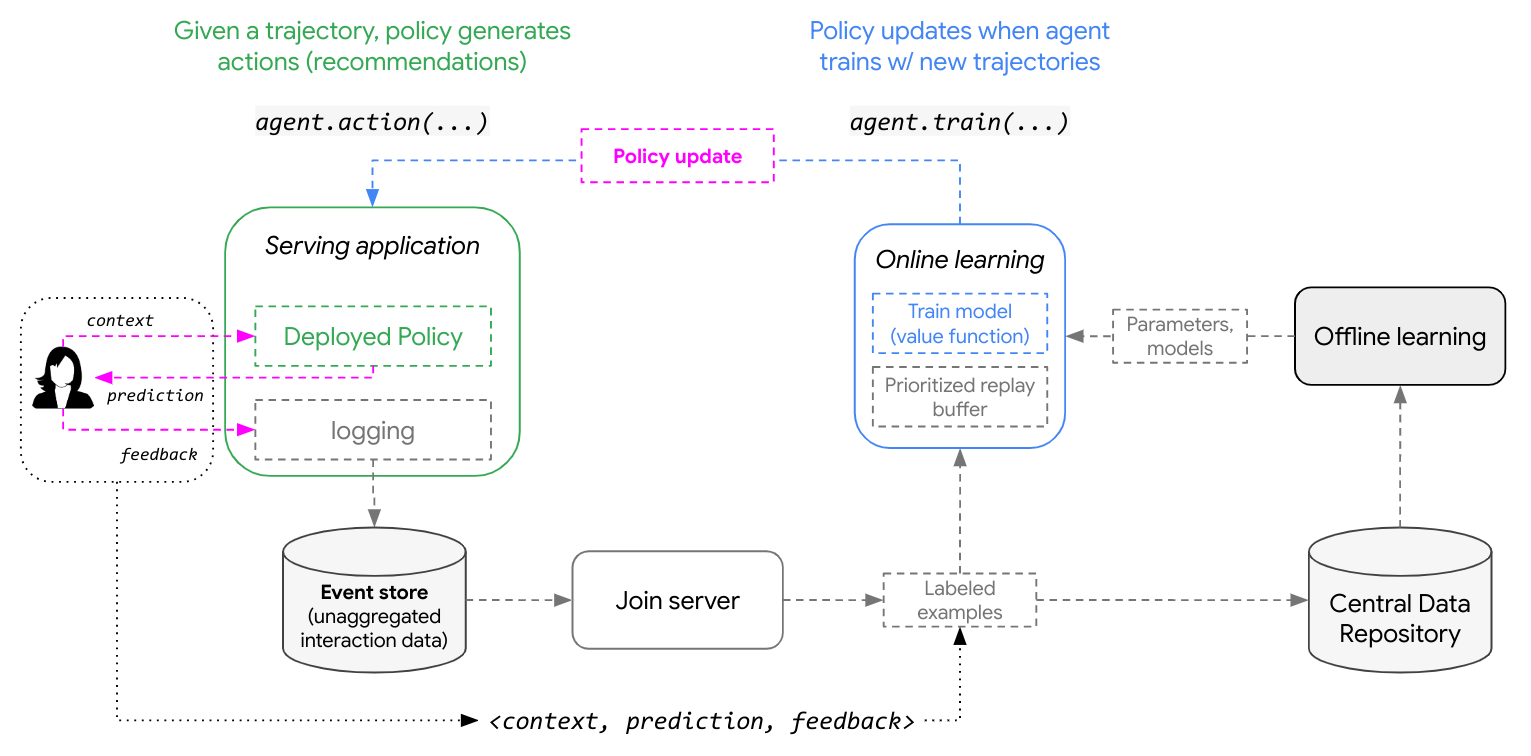 Given a trajectory, policy generates
actions (recommendations)
Policy updates when agent
trains w/ new trajectories
agent.action(...)
agent.train(...)
Policy update
Serving application
Online learning
context
Deployed Policy
prediction
logging
feedback
Train model
(value function)
Prioritized replay
buffer
Parameters,
models
Offline learning
Event store
(unaggregated
interaction data)
Join server
Labeled
examples
Central Data
Repository
<context, prediction, feedback>